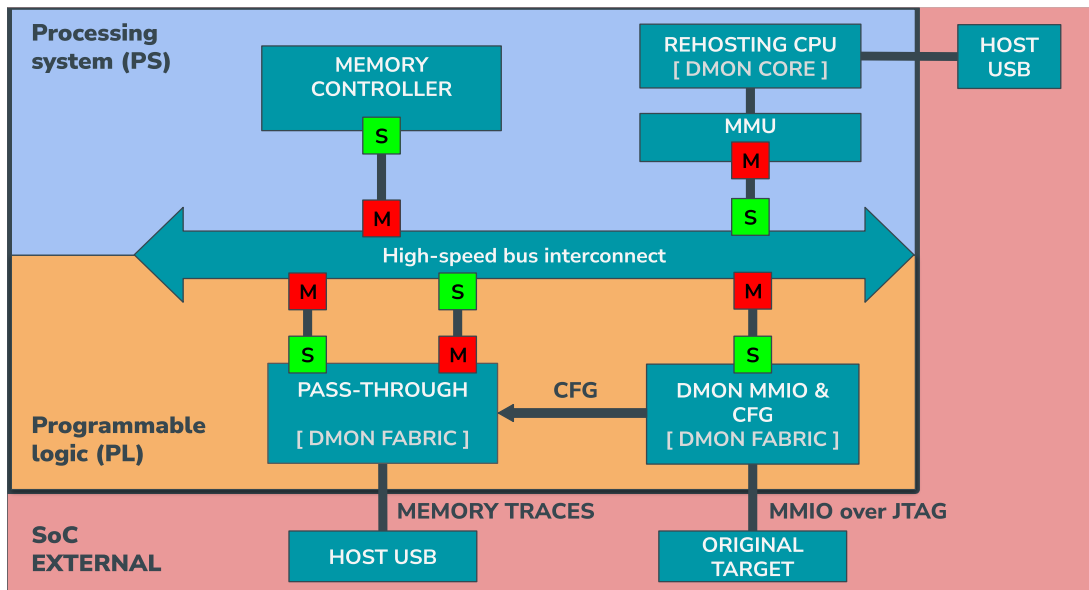 Processing
system (PS)
MEMORY
CONTROLLER
S
M
REHOSTING CPU
[ DMON CORE ]
HOST
USB
MMU
M
S
High-speed bus interconnect
M
S
S
M
M
S
PASS-THROUGH
[ DMON FABRIC ]
CFG
DMON MMIO &
CFG
[ DMON FABRIC ]
Programmable
logic (PL)
MEMORY TRACES
MMIO over JTAG
SoC
EXTERNAL
HOST USB
ORIGINAL
TARGET